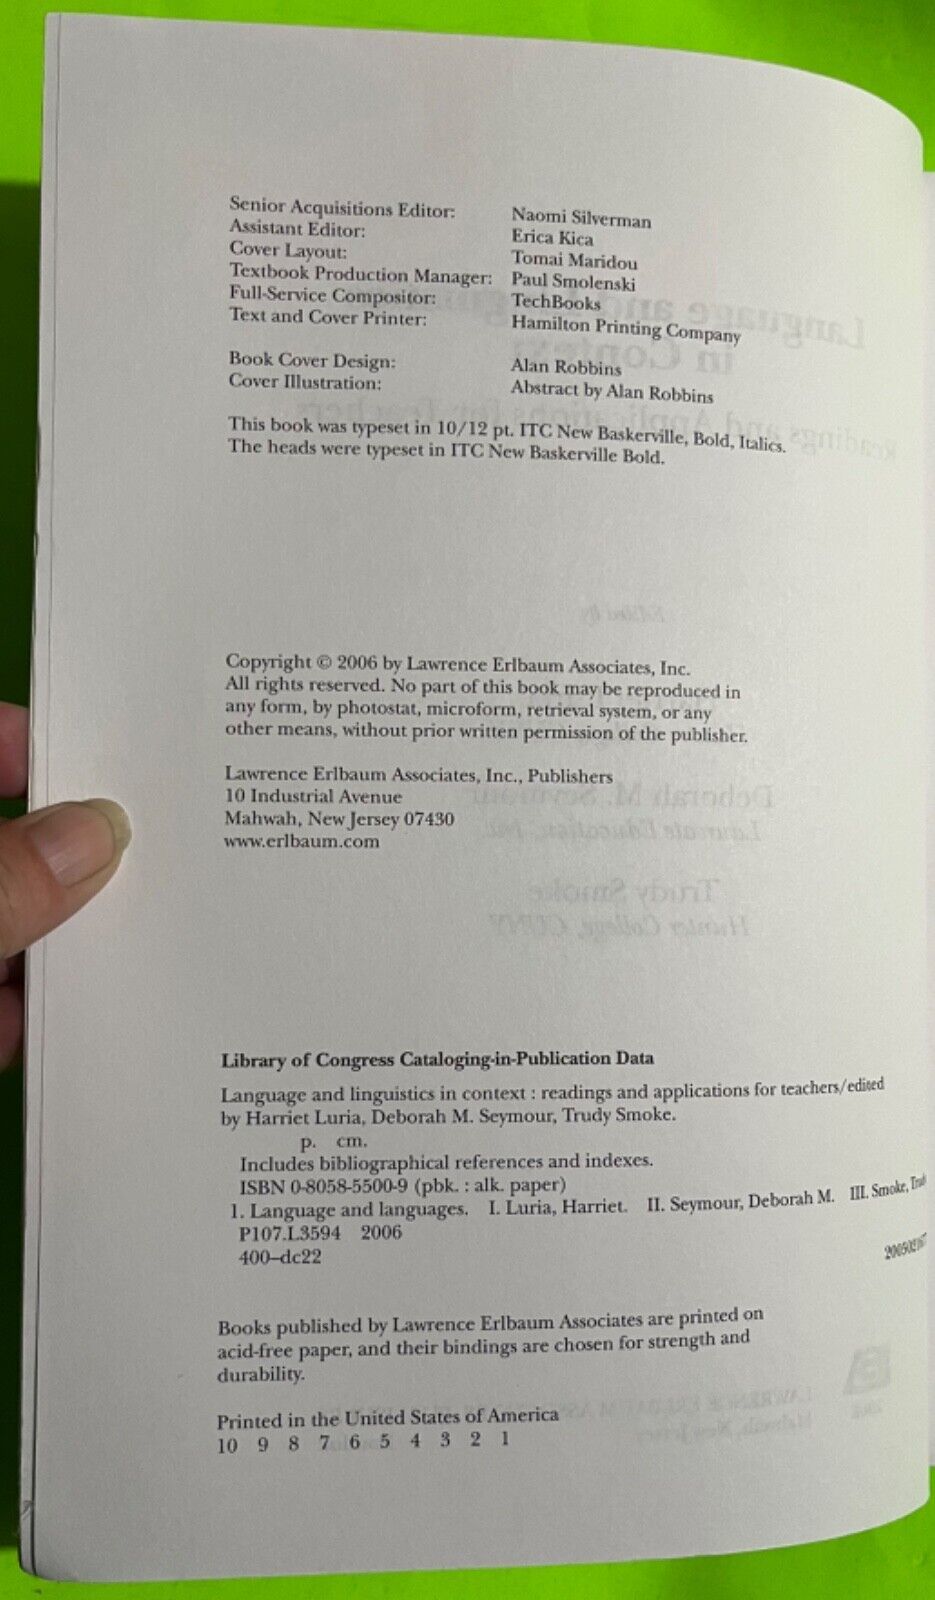 Senior Acquisitions Editor: Naomi Silverman
Assistant Editor: Erica Kica
Cover Layout: Tomai Maridou
Textbook Production Manager: Paul Smolenski
Full-Service Compositor: TechBooks
Text and Cover Printer: Hamilton Printing Company
Book Cover Design: Alan Robbins
Cover Illustration: Abstract by Alan Robbins
This book was typeset in 10/12 pt. ITC New Baskerville, Bold, Italics.
The heads were typeset in ITC New Baskerville Bold.
Copyright © 2006 by Lawrence Erlbaum Associates, Inc.
All rights reserved. No part of this book may be reproduced in
any form, by photostat, microform, retrieval system, or any
other means, without prior written permission of the publisher.
Lawrence Erlbaum Associates, Inc., Publishers
10 Industrial Avenue
Mahwah, New Jersey 07430
www.erlbaum.com
Library of Congress Cataloging-in-Publication Data
Language and linguistics in context : readings and applications for teachers/edited
by Harriet Luria, Deborah M. Seymour, Trudy Smoke.
p. cm.
Includes bibliographical references and indexes.
ISBN 0-8058-5500-9 (pbk. : alk. paper)
1. Language and languages. I. Luria, Harriet. II. Seymour, Deborah M. III. Smoke,
P107.L3594 2006
400–dc22
Books published by Lawrence Erlbaum Associates are printed on
acid-free paper, and their bindings are chosen for strength and
durability.
Printed in the United States of America
10 9 8 7 6 5 4 3 2 1